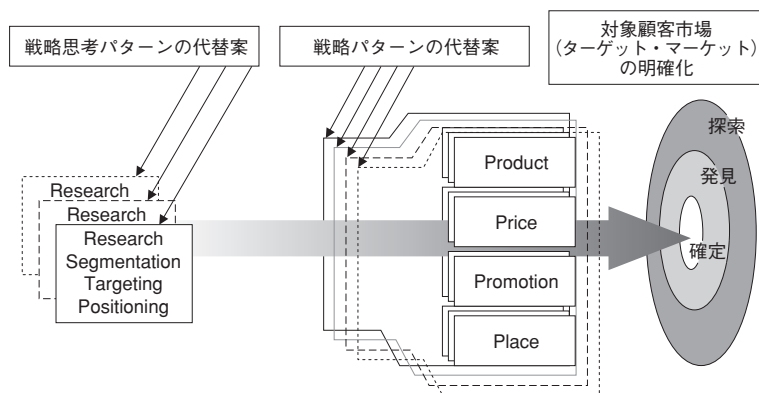 戦略思考パターンの代替案
戦略パターンの代替案
対象顧客市場
(ターゲット・マーケット)
の明確化
Research
Research
Research
Segmentation
Targeting
Positioning
Product
Price
Promotion
Place
探索
発見
確定